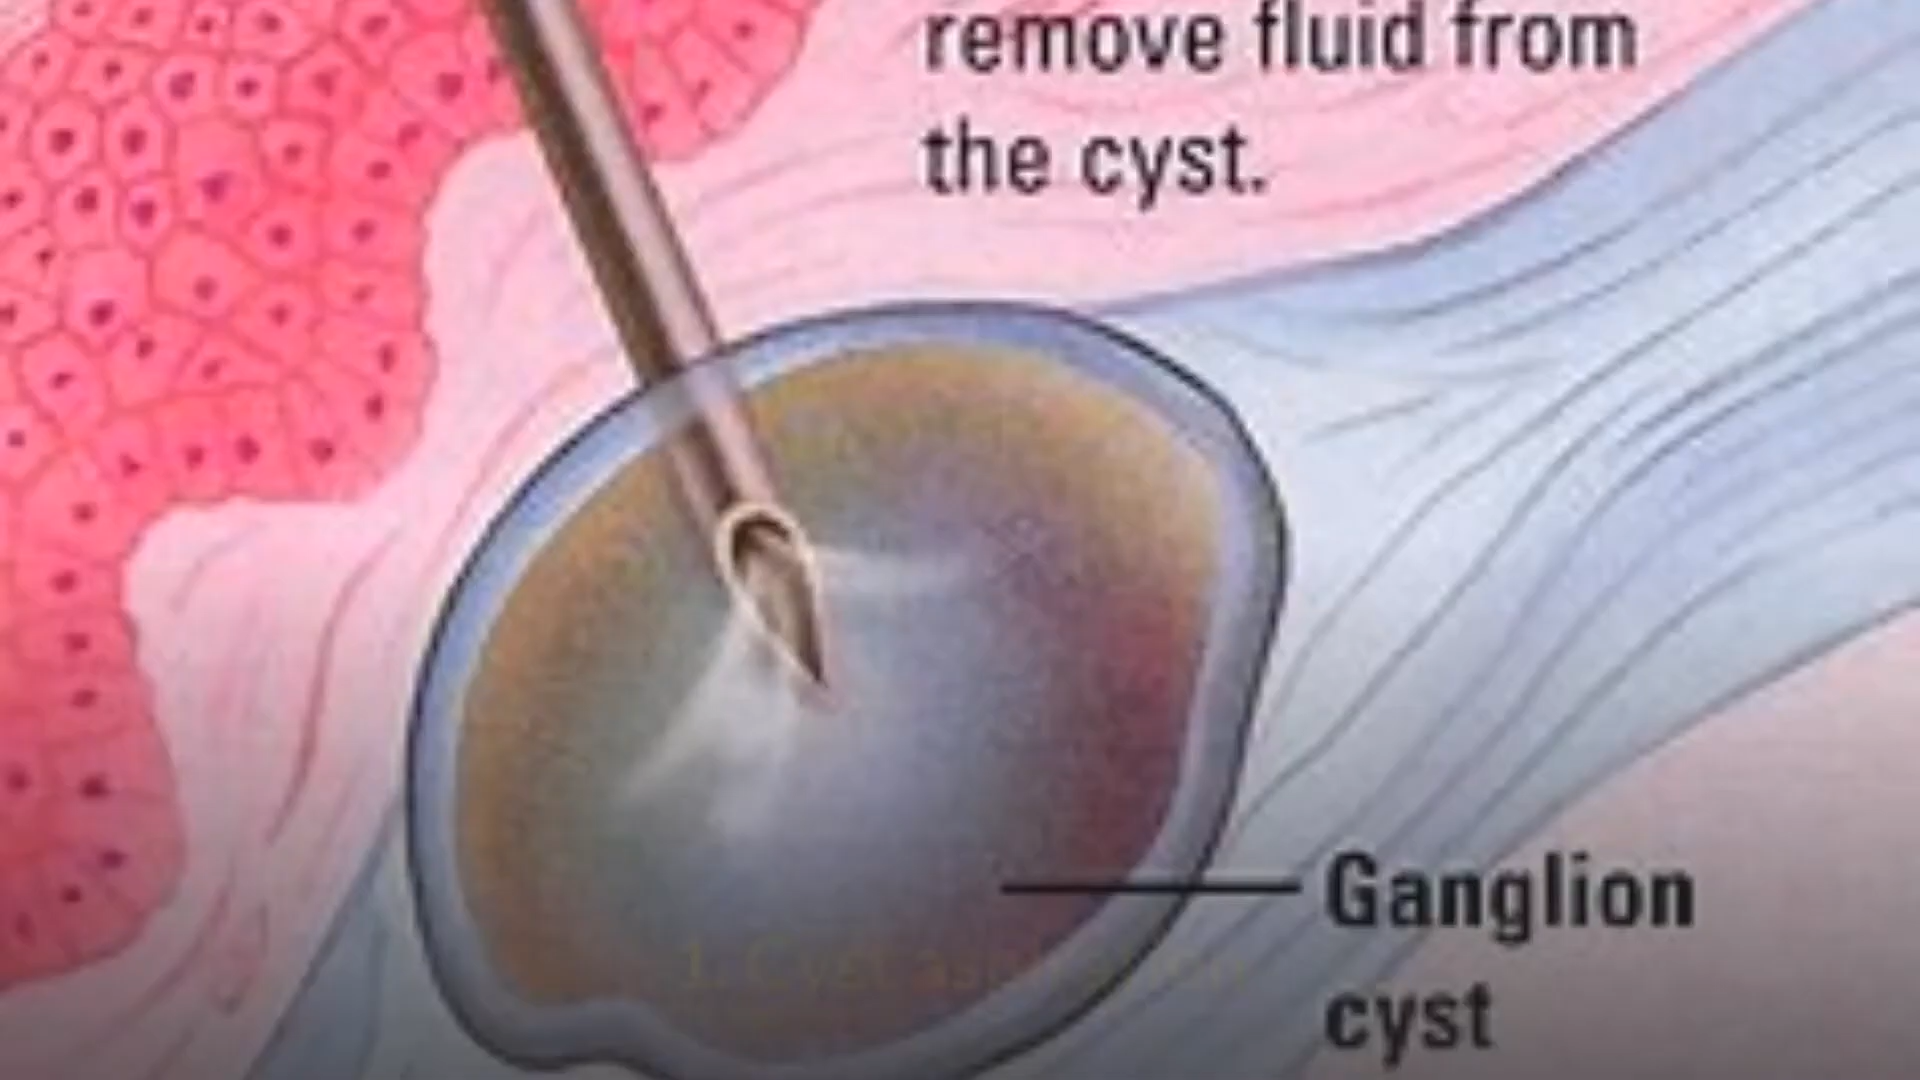 remove fluid from
the cyst.
Ganglion
cyst